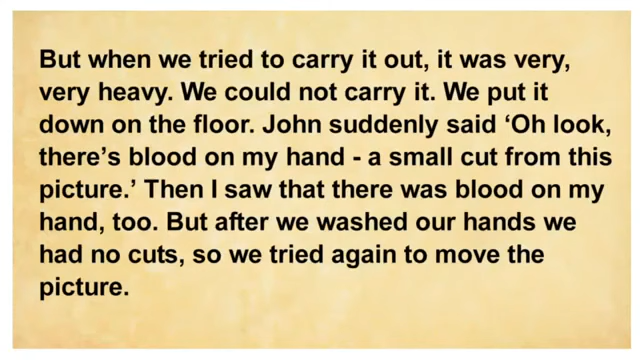 But when we tried to carry it out, it was very,
very heavy. We could not carry it. We put it
down on the floor. John suddenly said ‘Oh look,
there’s blood on my hand - a small cut from this
picture.’ Then I saw that there was blood on my
hand, too. But after we washed our hands we
had no cuts, so we tried again to move the
picture.